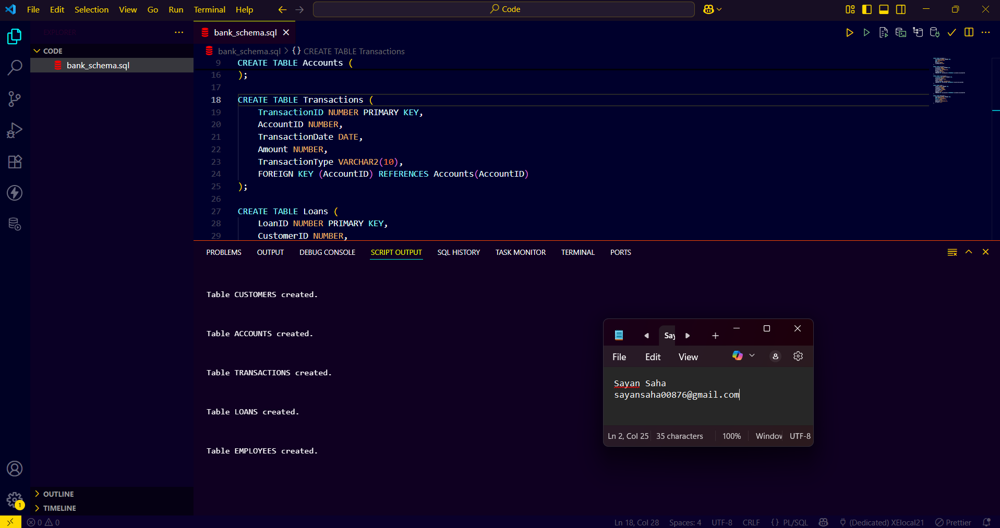 File Edit Selection View Go Run Terminal Help
Code
EXPLORER
CODE
bank_schema.sql
bank_schema.sql
bank_schema.sql > {} CREATE TABLE Transactions
9 CREATE TABLE Accounts (
16 );
17
18 CREATE TABLE Transactions (
19 TransactionID NUMBER PRIMARY KEY,
20 AccountID NUMBER,
21 TransactionDate DATE,
22 Amount NUMBER,
23 TransactionType VARCHAR2(10),
24 FOREIGN KEY (AccountID) REFERENCES Accounts(AccountID)
25 );
26
27 CREATE TABLE Loans (
28 LoanID NUMBER PRIMARY KEY,
29 CustomerID NUMBER,
PROBLEMS OUTPUT DEBUG CONSOLE SCRIPT OUTPUT SQL HISTORY TASK MONITOR TERMINAL PORTS
Table CUSTOMERS created.
Table ACCOUNTS created.
Table TRANSACTIONS created.
Table LOANS created.
Table EMPLOYEES created.
Say
File Edit View
Sayan Saha
sayansaha00876@gmail.com
Ln 2, Col 25 35 characters 100% Window UTF-8
OUTLINE
TIMELINE
1
0 0
Ln 18, Col 28 Spaces: 4 UTF-8 CRLF {} PL/SQL (Dedicated) XElocal21 Prettier